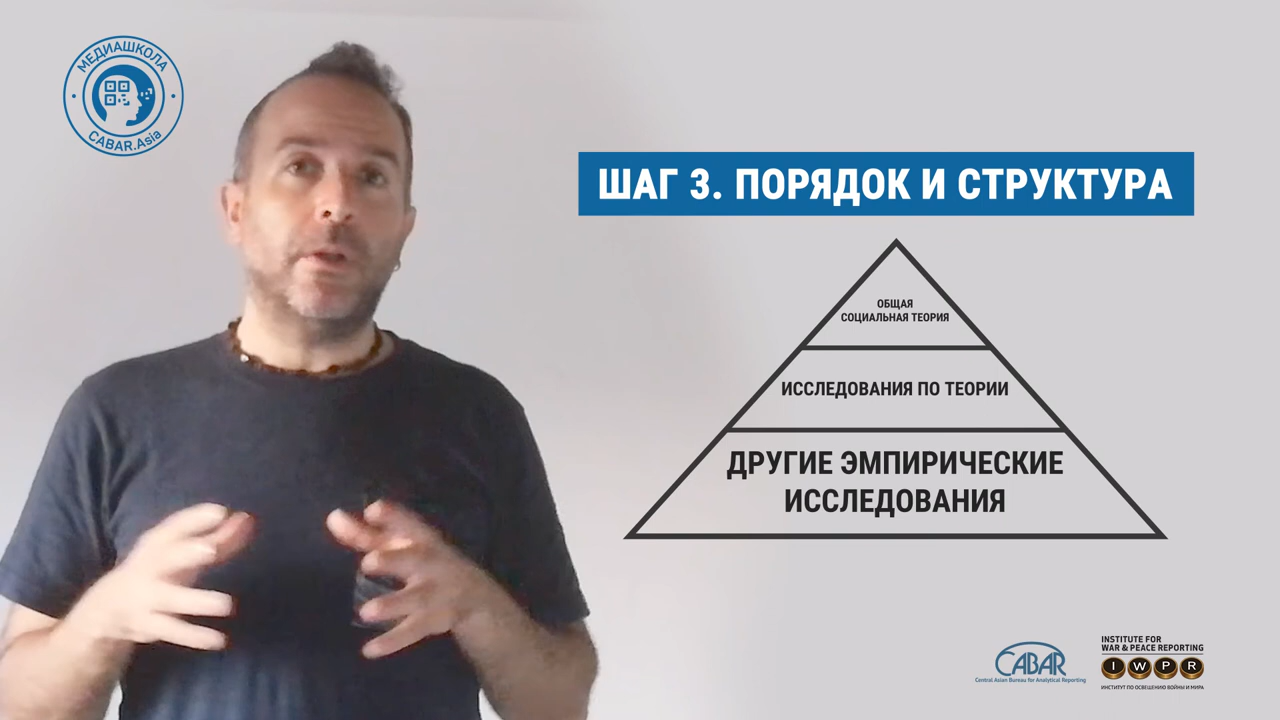 МЕДИАШКОЛА
CABAR.Asia
ШАГ 3. ПОРЯДОК И СТРУКТУРА
ОБЩАЯ
СОЦИАЛЬНАЯ ТЕОРИЯ
ИССЛЕДОВАНИЯ ПО ТЕОРИИ
ДРУГИЕ ЭМПИРИЧЕСКИЕ
ИССЛЕДОВАНИЯ
CABAR
Central Asian Bureau for Analytical Reporting
INSTITUTE FOR
WAR & PEACE REPORTING
I W P R
ИНСТИТУТ ПО ОСВЕЩЕНИЮ ВОЙНЫ И МИРА